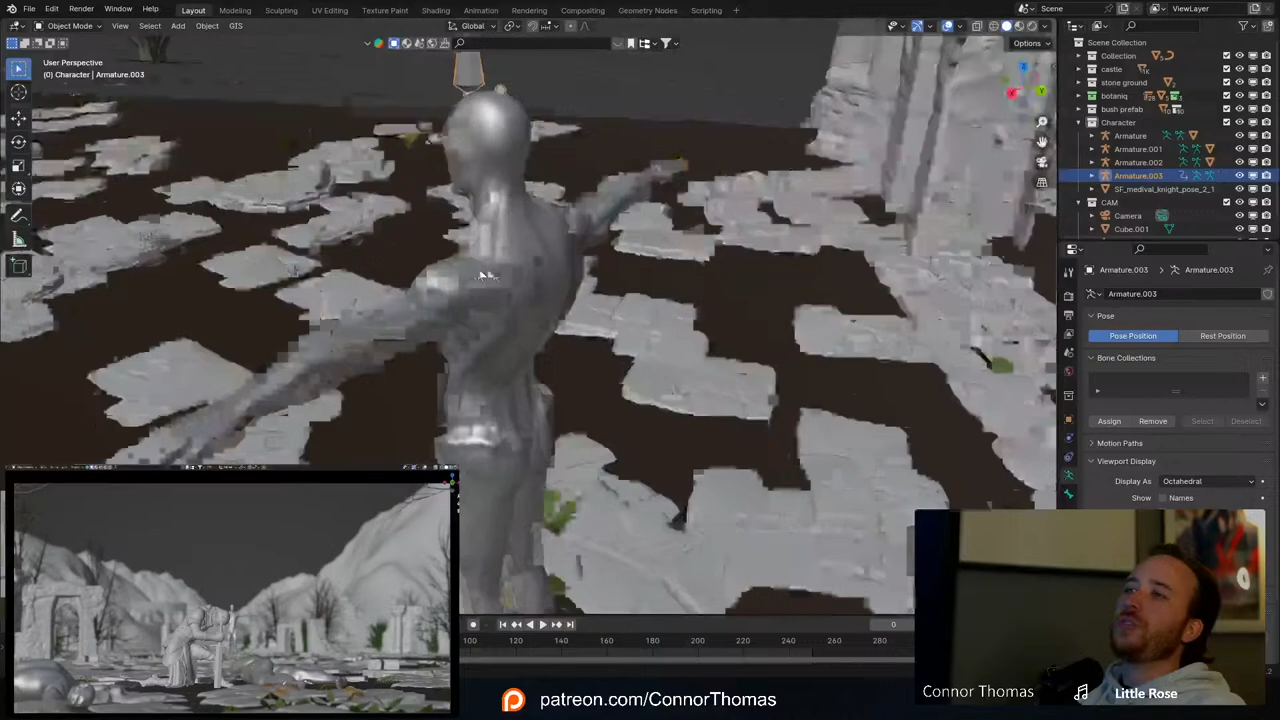 File Edit Render Window Help Layout Modeling Sculpting UV Editing Texture Paint Shading Animation Rendering Compositing Geometry Nodes Scripting + Scene ViewLayer
Object Mode View Select Add Object GIS Global
Options
User Perspective
(0) Character | Armature.003
Scene Collection
Collection
castle 1K
stone ground 2
botaniq
bush prefab
Character
Armature
Armature.001
Armature.002
Armature.003
SF_medival_knight_pose_2_1
CAM
Camera
Cube.001
Armature.003 > Armature.003
Armature.003
Pose
Pose Position Rest Position
Bone Collections
Assign Remove Select Deselect
Motion Paths
Viewport Display
Display As Octahedral
Show Names
0
100 120 140 160 180 200 220 240 260 280
Connor Thomas Little Rose
patreon.com/ConnorThomas